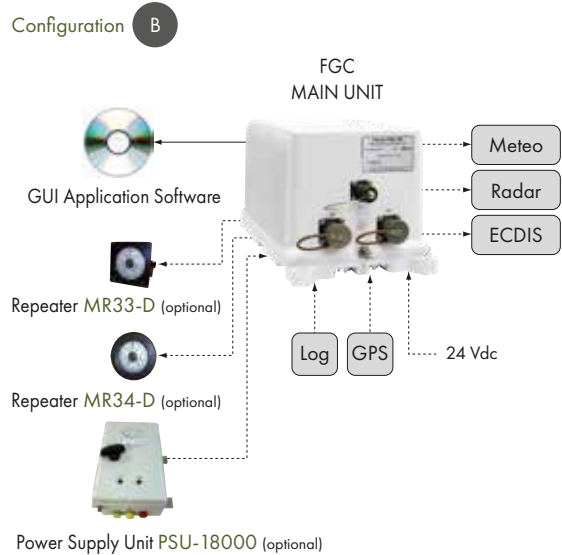 Configuration B
FGC
MAIN UNIT
GUI Application Software
Meteo
Radar
ECDIS
Repeater MR33-D (optional)
Log
GPS
24 Vdc
Repeater MR34-D (optional)
Power Supply Unit PSU-18000 (optional)